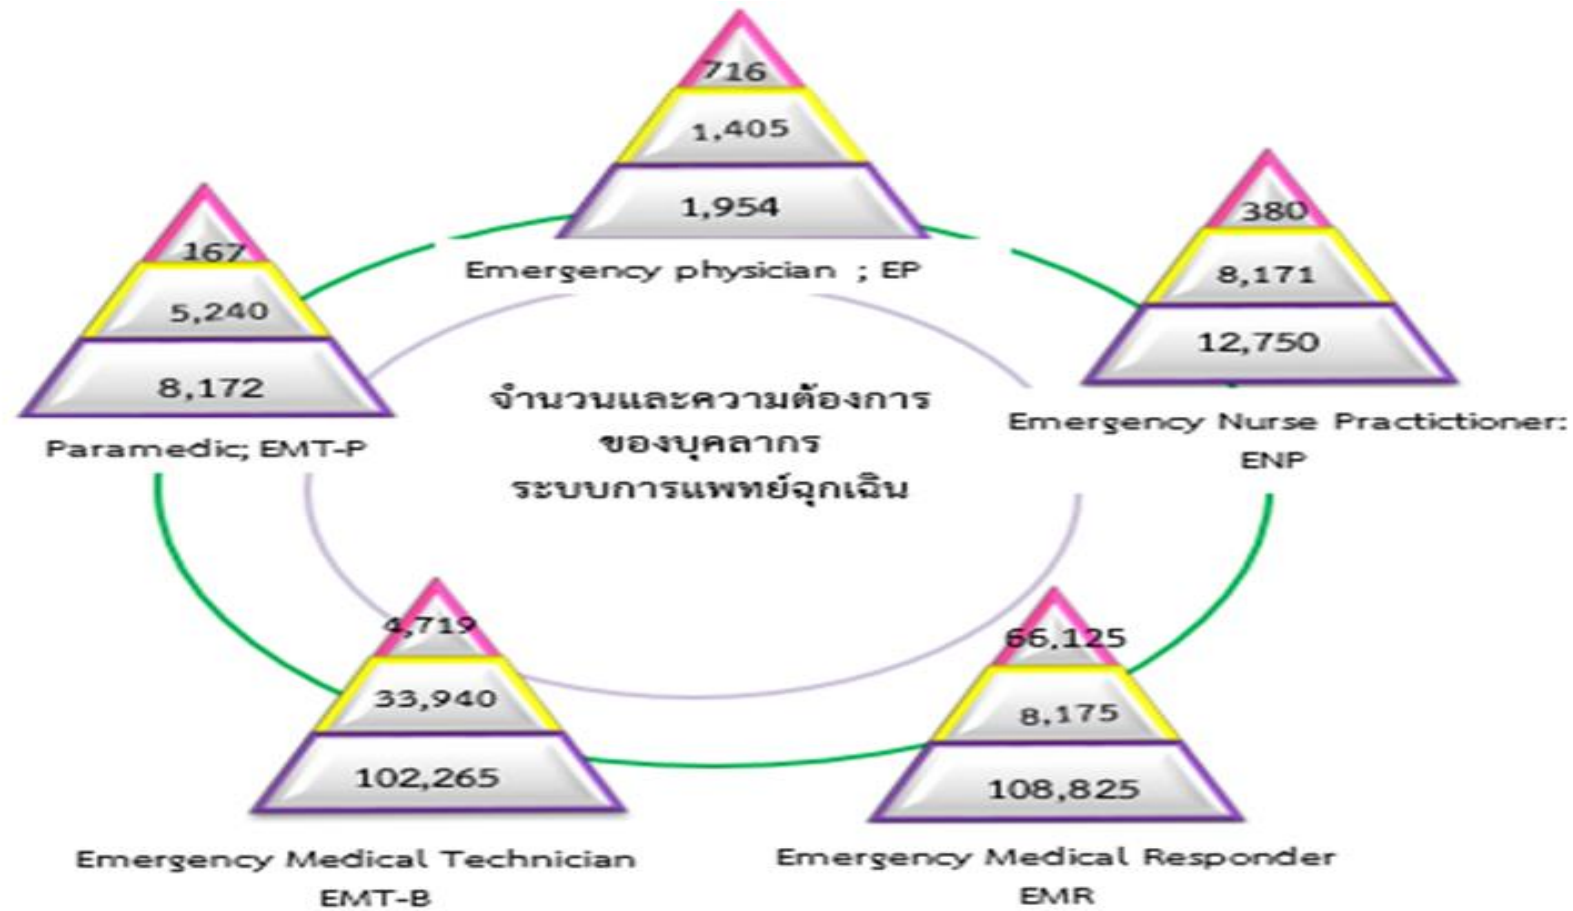 716
1,405
1,954
Emergency physician ; EP
380
8,171
12,750
Emergency Nurse Practictioner:
ENP
167
5,240
8,172
Paramedic; EMT-P
จำนวนและความต้องการ
ของบุคลากร
ระบบการแพทย์ฉุกเฉิน
4,719
33,940
102,265
Emergency Medical Technician
EMT-B
66,125
8,175
108,825
Emergency Medical Responder
EMR